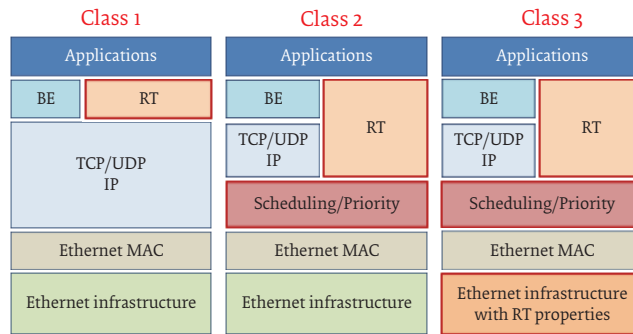 Class 1
Applications
BE
RT
TCP/UDP
IP
Ethernet MAC
Ethernet infrastructure
Class 2
Applications
BE
RT
TCP/UDP
IP
Scheduling/Priority
Ethernet MAC
Ethernet infrastructure
Class 3
Applications
BE
RT
TCP/UDP
IP
Scheduling/Priority
Ethernet MAC
Ethernet infrastructure
with RT properties